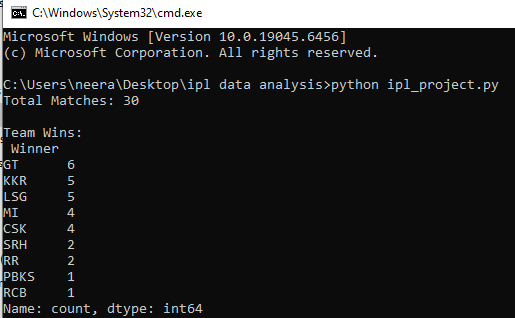 C:\Windows\System32\cmd.exe
Microsoft Windows [Version 10.0.19045.6456]
(c) Microsoft Corporation. All rights reserved.
C:\Users\neera\Desktop\ipl data analysis>python ipl_project.py
Total Matches: 30
Team Wins:
Winner
GT 6
KKR 5
LSG 5
MI 4
CSK 4
SRH 2
RR 2
PBKS 1
RCB 1
Name: count, dtype: int64